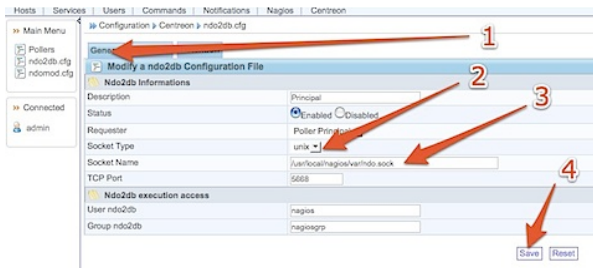 Hosts | Services | Users | Commands | Notifications | Nagios | Centreon
Main Menu
Pollers
ndo2db.cfg
ndomod.cfg
Connected
admin
Configuration Centreon ndo2db.cfg
1
Modify a ndo2db Configuration File
Ndo2db Informations
Description Principal
Status Enabled Disabled
Requester Poller Principal
2
Socket Type unix
3
Socket Name /usr/local/nagios/var/ndo.sock
TCP Port 5668
4
Ndo2db execution access
User ndo2db nagios
Group ndo2db nagiosgrp
Save Reset